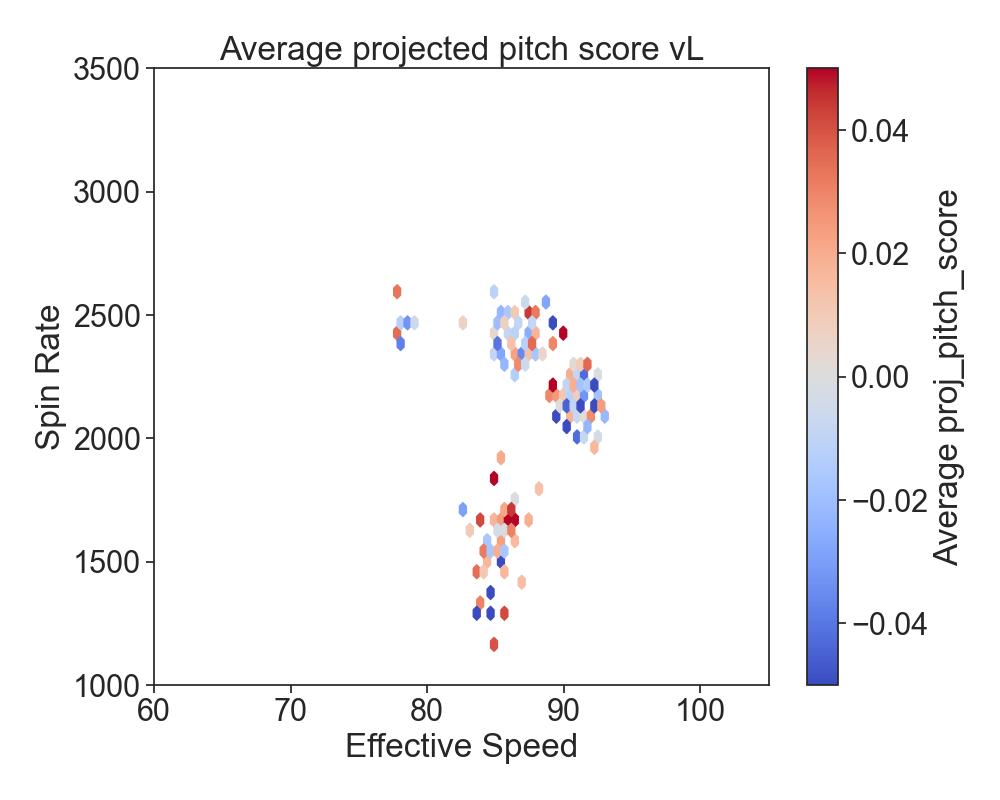 Average projected pitch score vL
3500
3000
2500
2000
1500
1000
Spin Rate
60 70 80 90 100
Effective Speed
0.04
0.02
0.00
−0.02
−0.04
Average proj_pitch_score